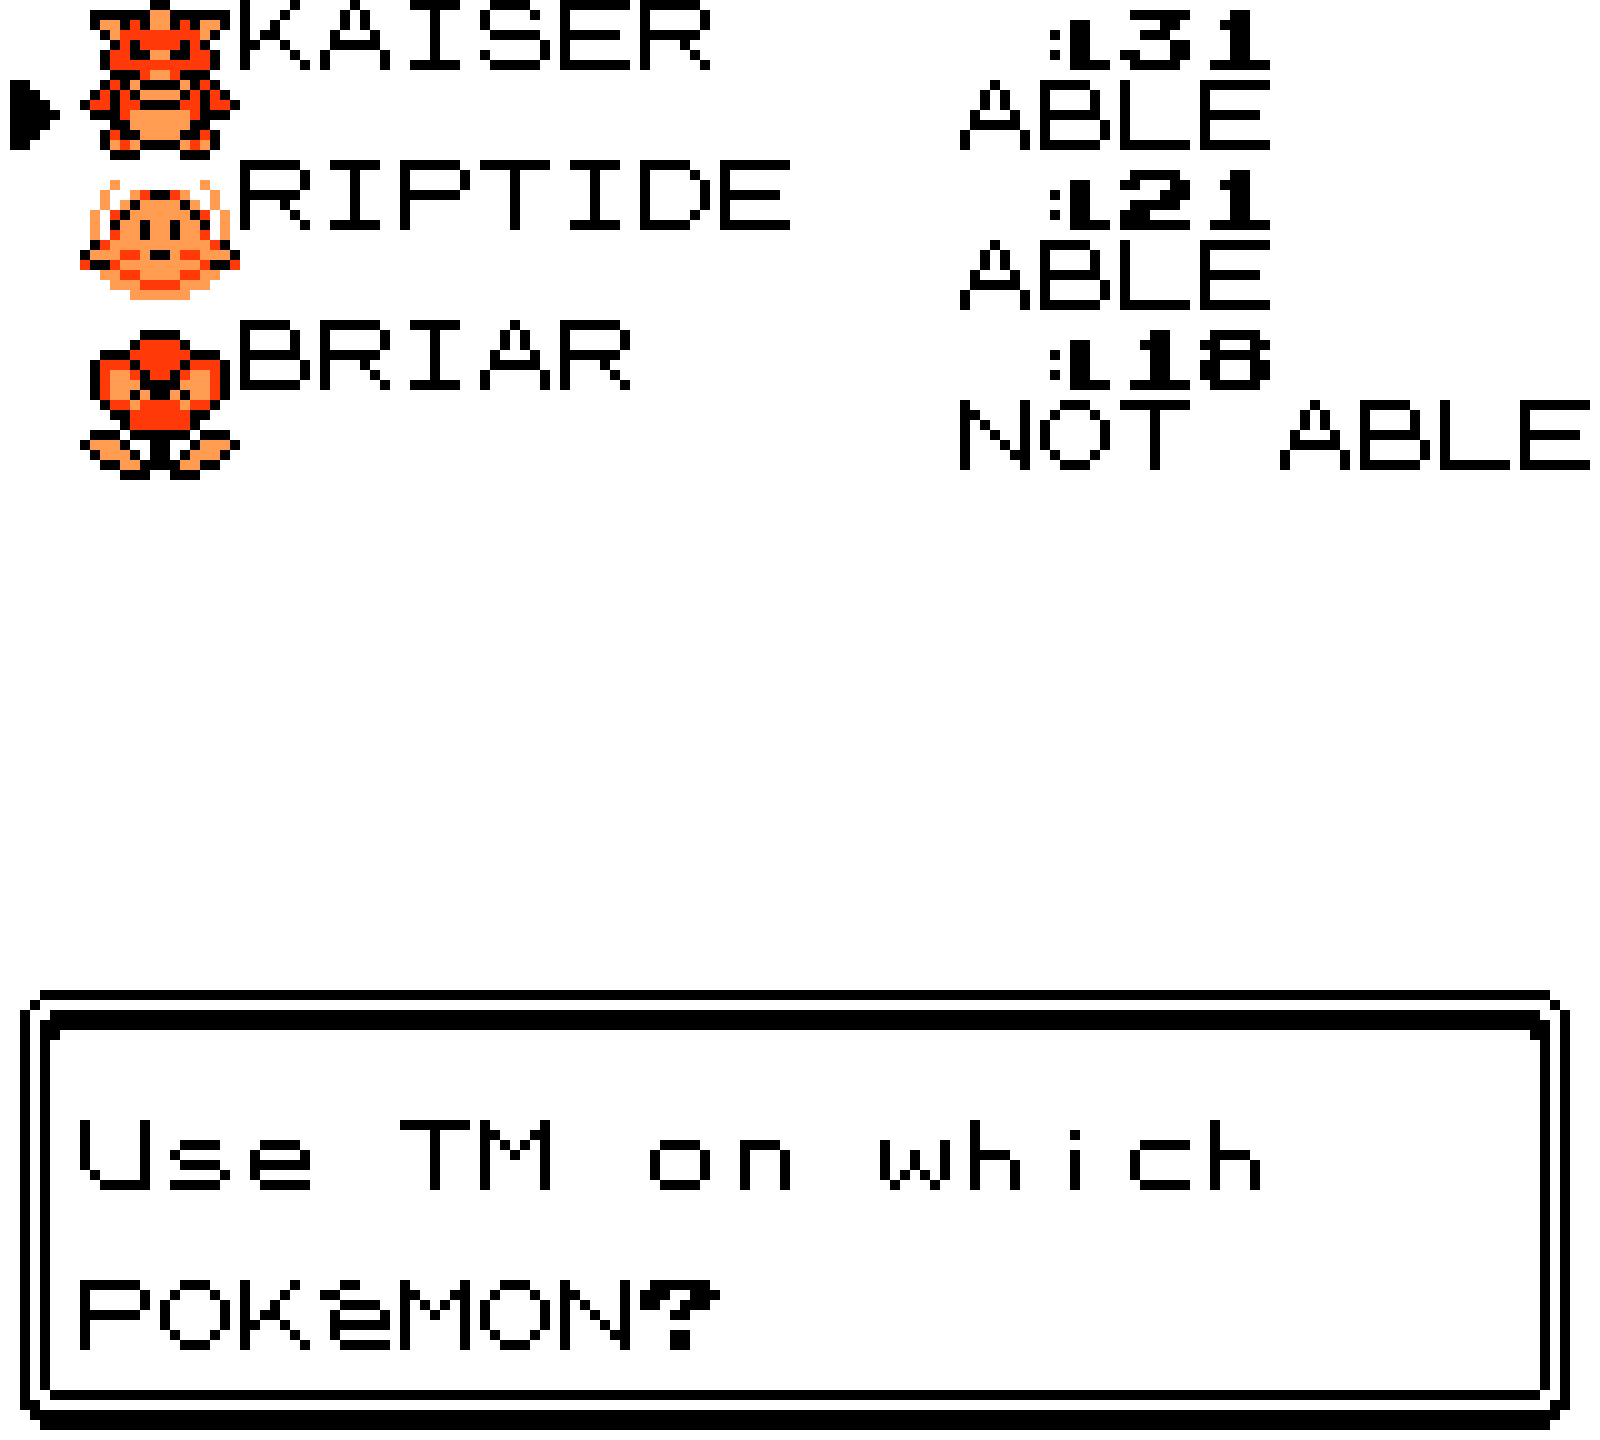 KAISER :L31
ABLE
RIPTIDE :L21
ABLE
BRIAR :L18
NOT ABLE
Use TM on which
POKéMON?